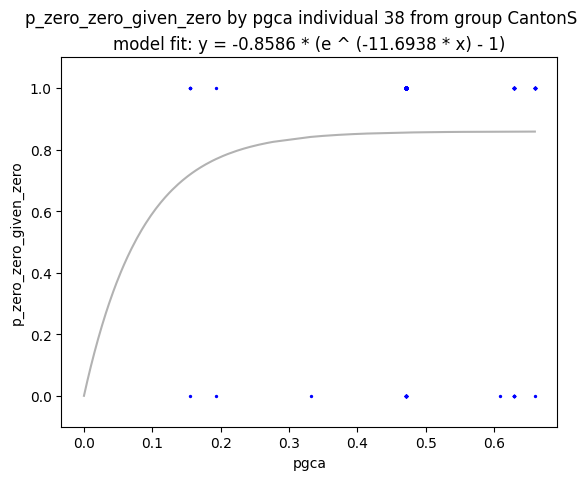 p_zero_zero_given_zero by pgca individual 38 from group CantonS
model fit: y = -0.8586 * (e ^ (-11.6938 * x) - 1)
1.0
0.8
0.6
0.4
0.2
0.0
p_zero_zero_given_zero
0.0 0.1 0.2 0.3 0.4 0.5 0.6
pgca